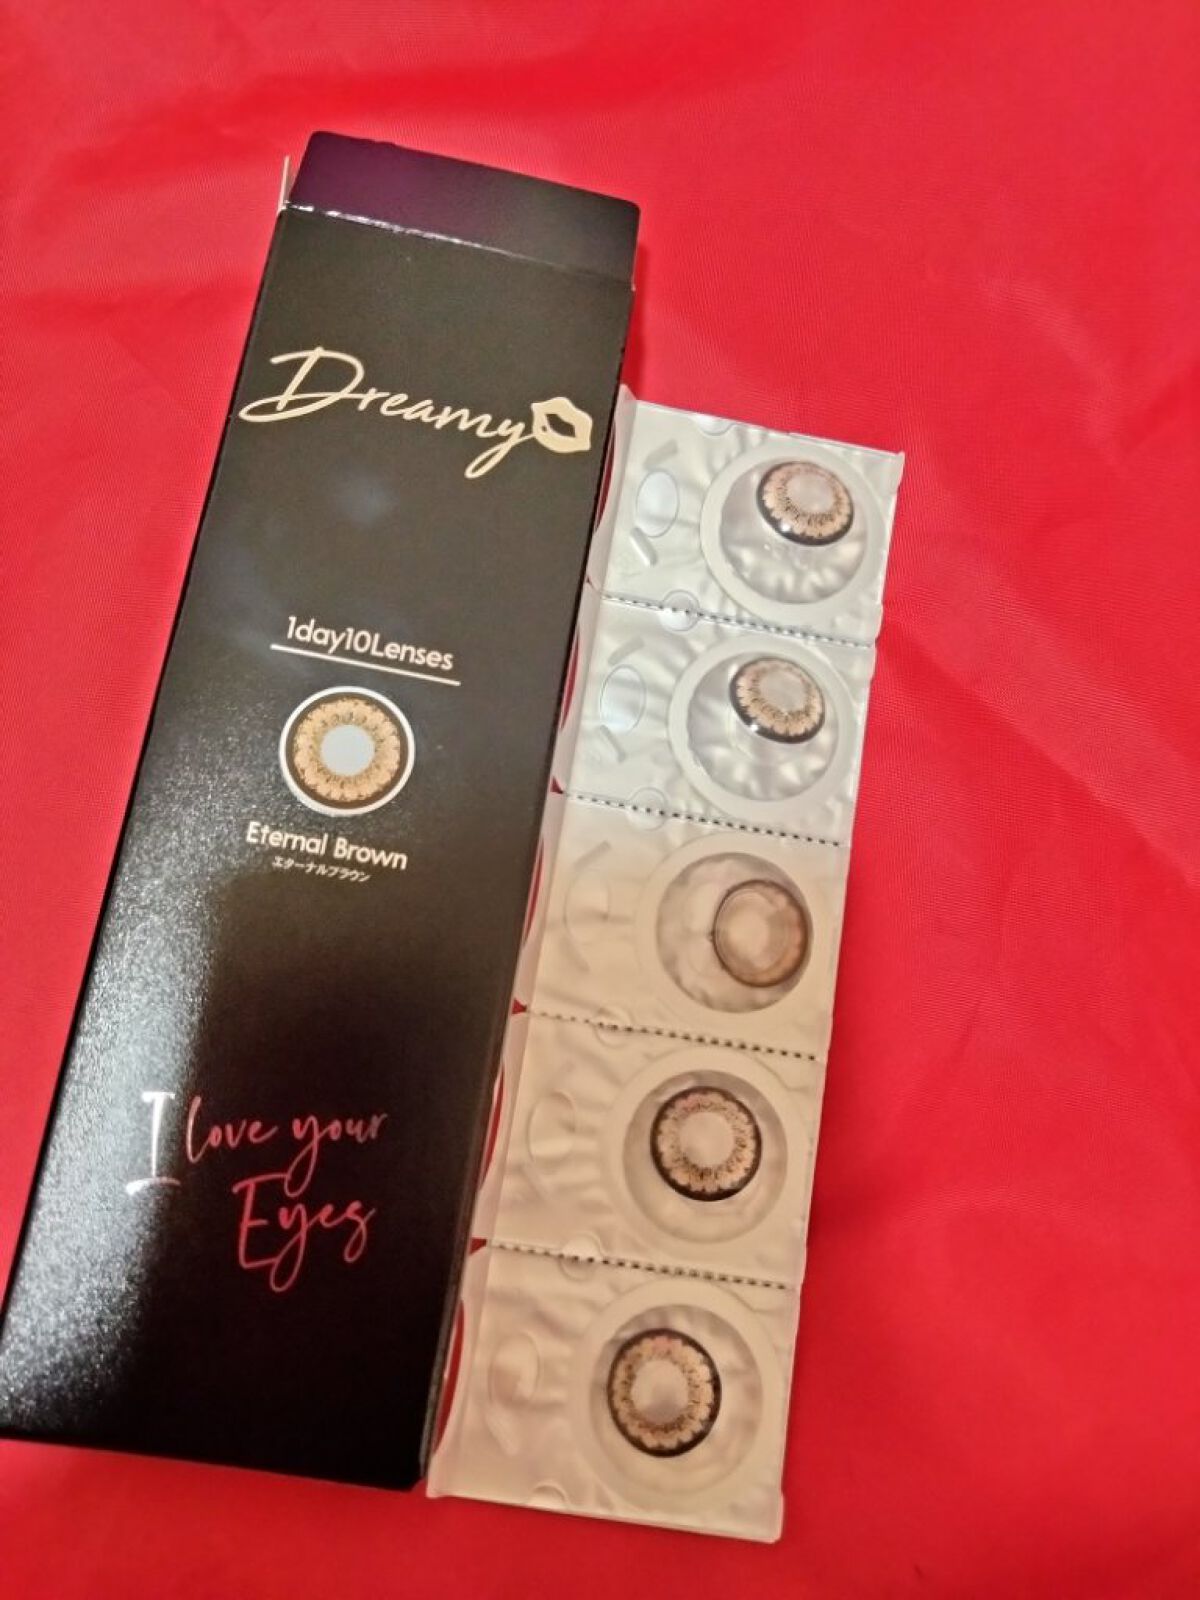 Dreamy
1day10Lenses
Eternal Brown
エターナルブラウン
I love your
Eyes